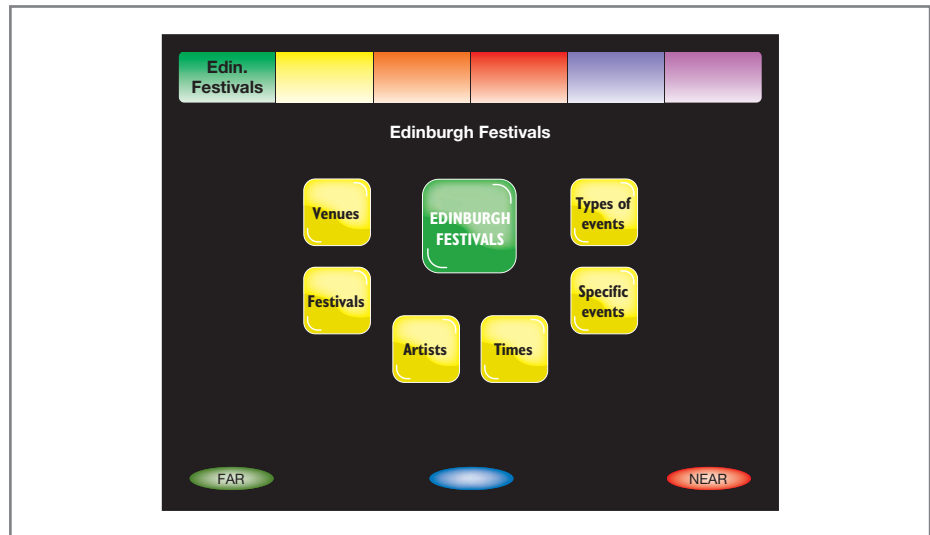 Edin.
Festivals
Edinburgh Festivals
Venues
EDINBURGH
FESTIVALS
Types of
events
Festivals
Specific
events
Artists
Times
FAR
NEAR